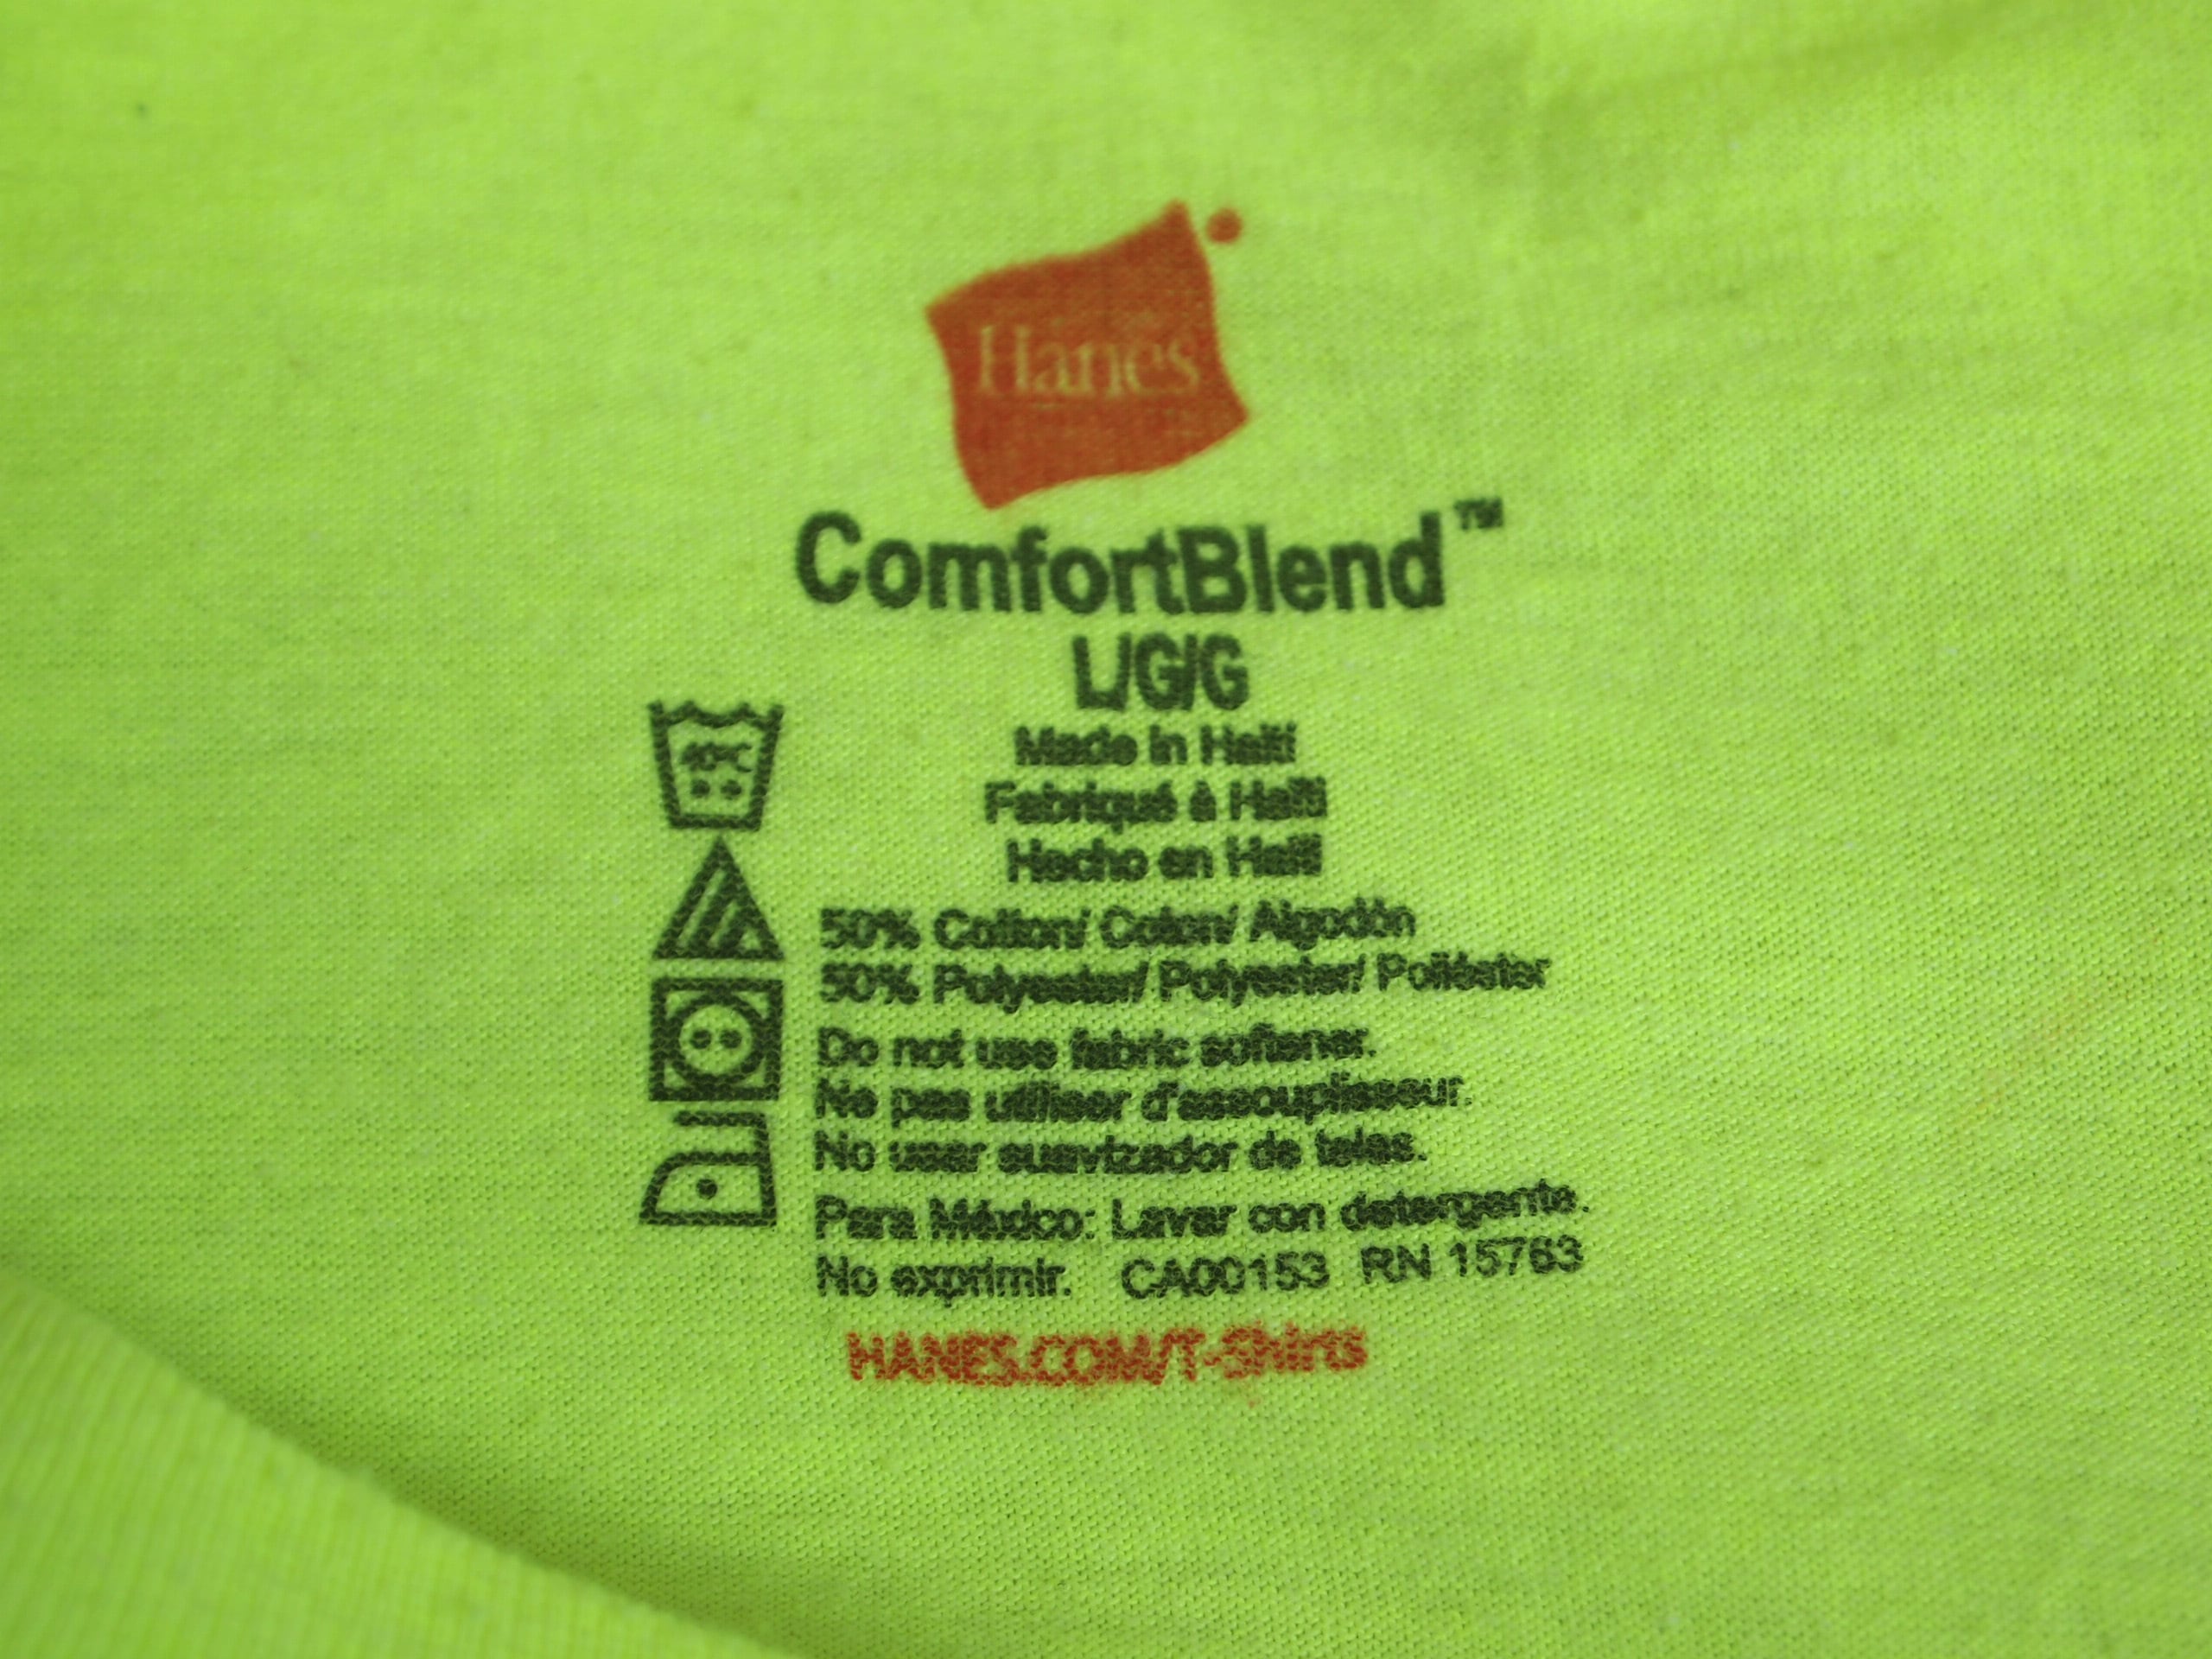 Hanes
ComfortBlend™
L/G/G
Made in Haiti
Fabriqué à Haïti
Hecho en Haití
40°C
50% Cotton/ Coton/ Algodón
50% Polyester/ Polyester/ Poliéster
Do not use fabric softener.
Ne pas utiliser d'assouplisseur.
No usar suavizador de telas.
Para México: Lavar con detergente.
No exprimir. CA00153 RN 15763
HANES.COM/T-Shirts